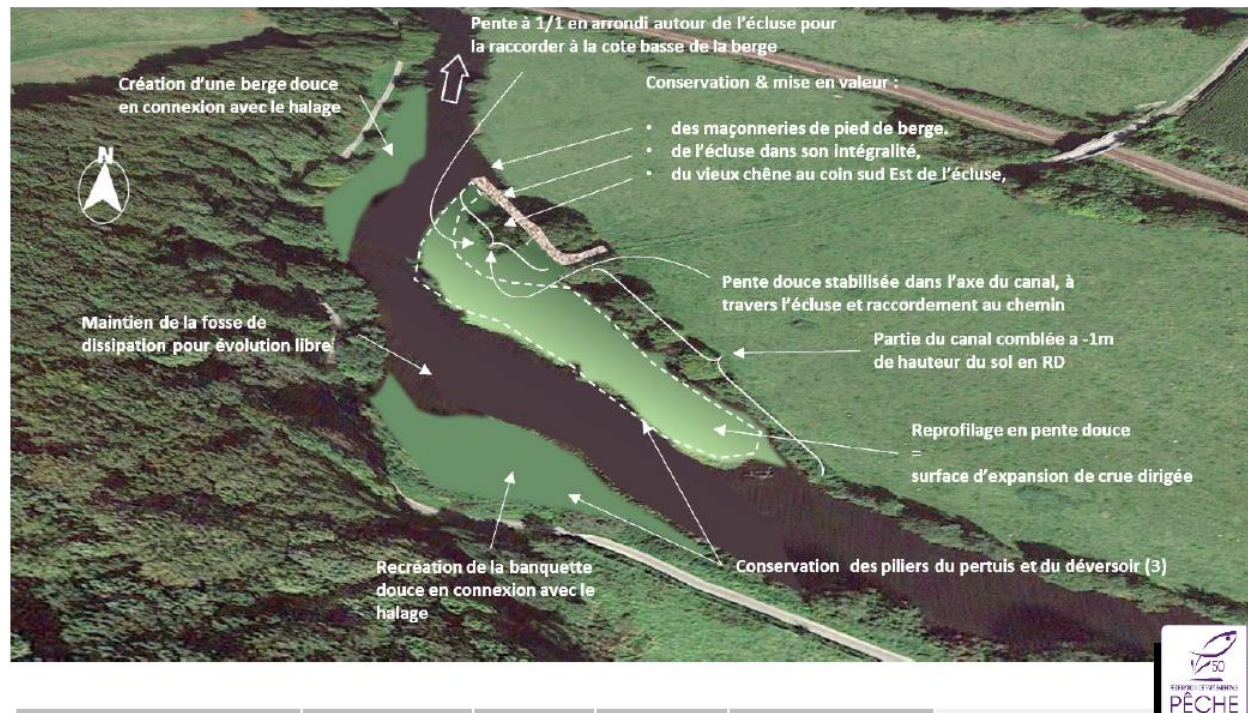 Pente à 1/1 en arrondi autour de l'écluse pour
la raccorder à la cote basse de la berge
Création d'une berge douce
en connexion avec le halage
Conservation & mise en valeur :
• des maçonneries de pied de berge.
• de l'écluse dans son intégralité,
• du vieux chêne au coin sud Est de l'écluse,
N
Pente douce stabilisée dans l'axe du canal, à
travers l'écluse et raccordement au chemin
Maintien de la fosse de
dissipation pour évolution libre
Partie du canal comblée a -1m
de hauteur du sol en RD
Reprofilage en pente douce
=
surface d'expansion de crue dirigée
Recréation de la banquette
douce en connexion avec le
halage
Conservation des piliers du pertuis et du déversoir (3)
50
PÊCHE